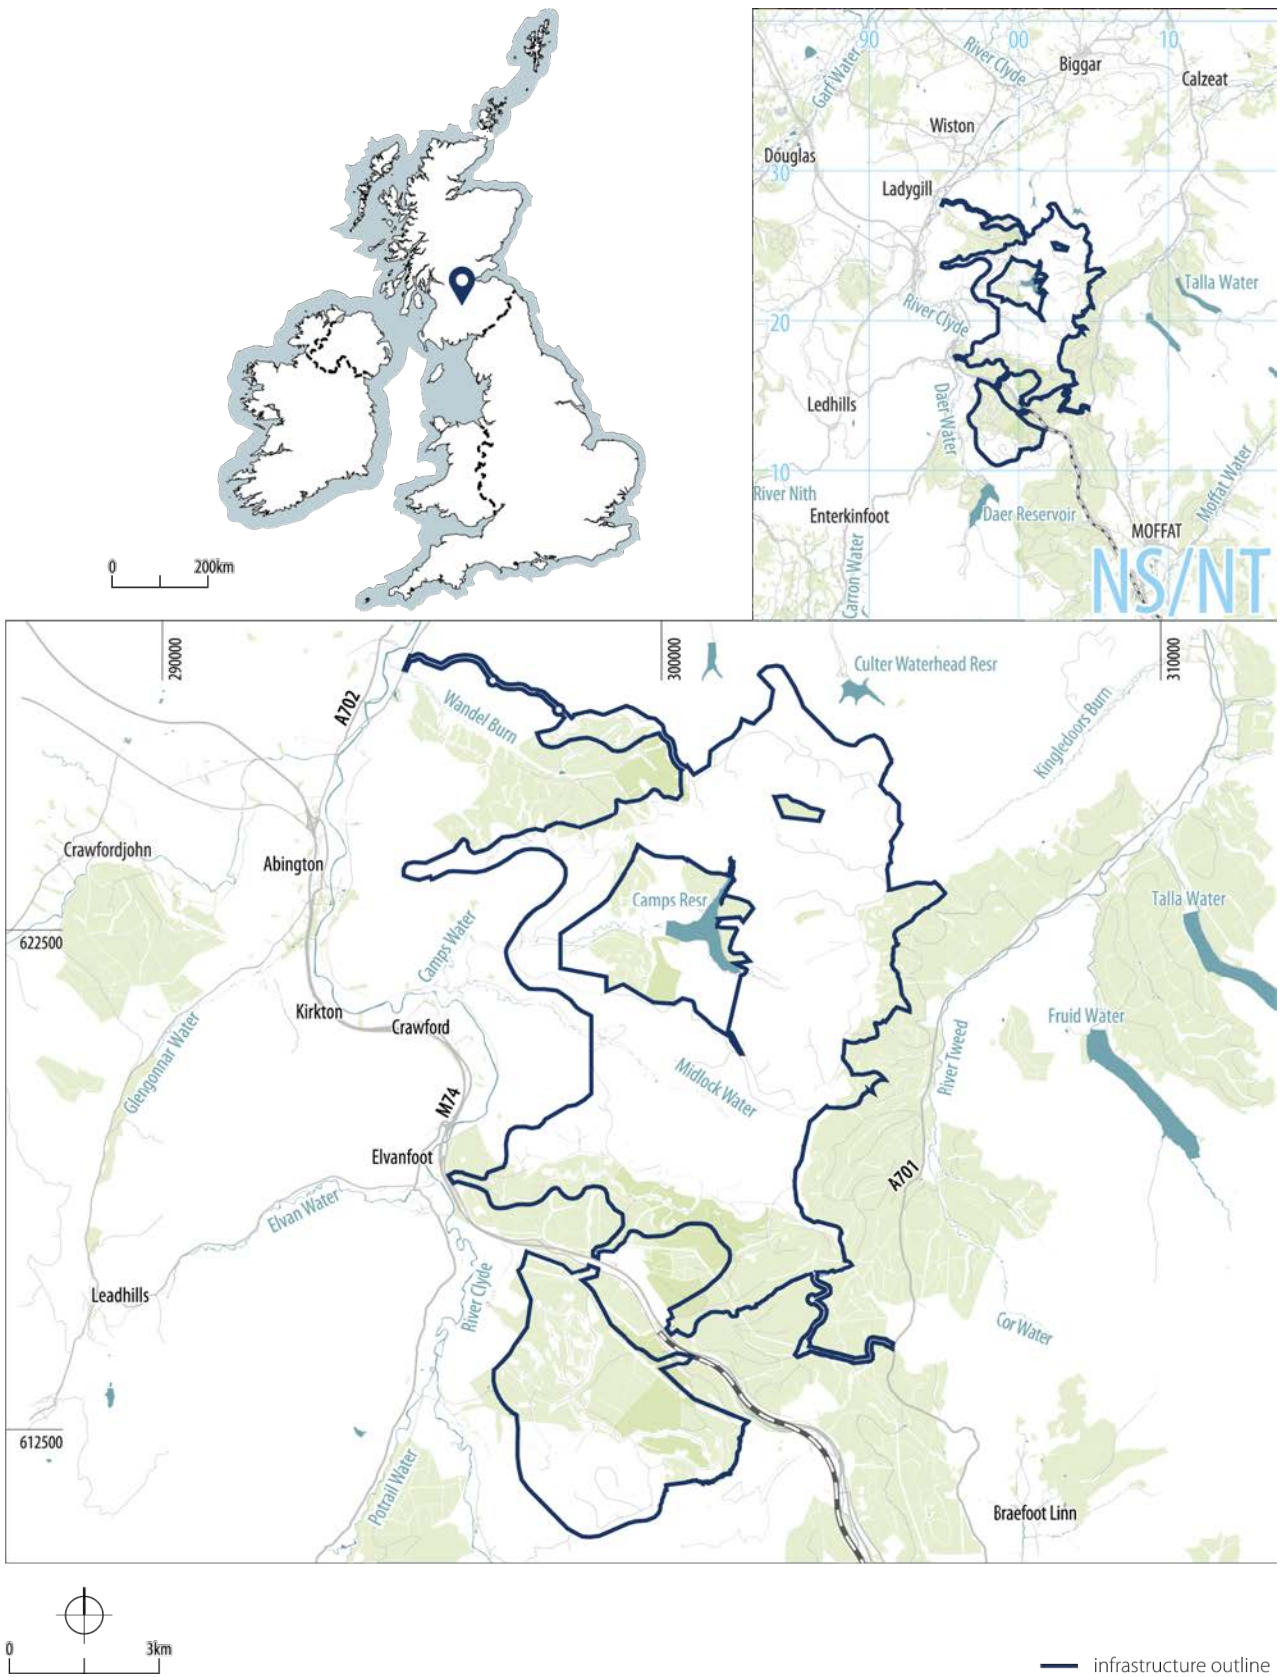 0 200km
90 00 10
River Clyde
Biggar
Garf Water
Calzeat
Wiston
Douglas
30
Ladygill
Talla Water
River Clyde
20
Ledhills
Daer Water
10
River Nith
Enterkinfoot
Daer Reservoir
Moffat Water
MOFFAT
Carron Water
NS/NT
290000
300000
310000
Culter Waterhead Resr
A702
Wandel Burn
Kingledoors Burn
Crawfordjohn
Abington
Camps Resr
Talla Water
622500
Camps Water
Kirkton
Crawford
Fruid Water
Glengonnar Water
River Tweed
Midlock Water
M74
Elvanfoot
A701
Elvan Water
Leadhills
River Clyde
Cor Water
612500
Potrail Water
Braefoot Linn
0 3km
infrastructure outline